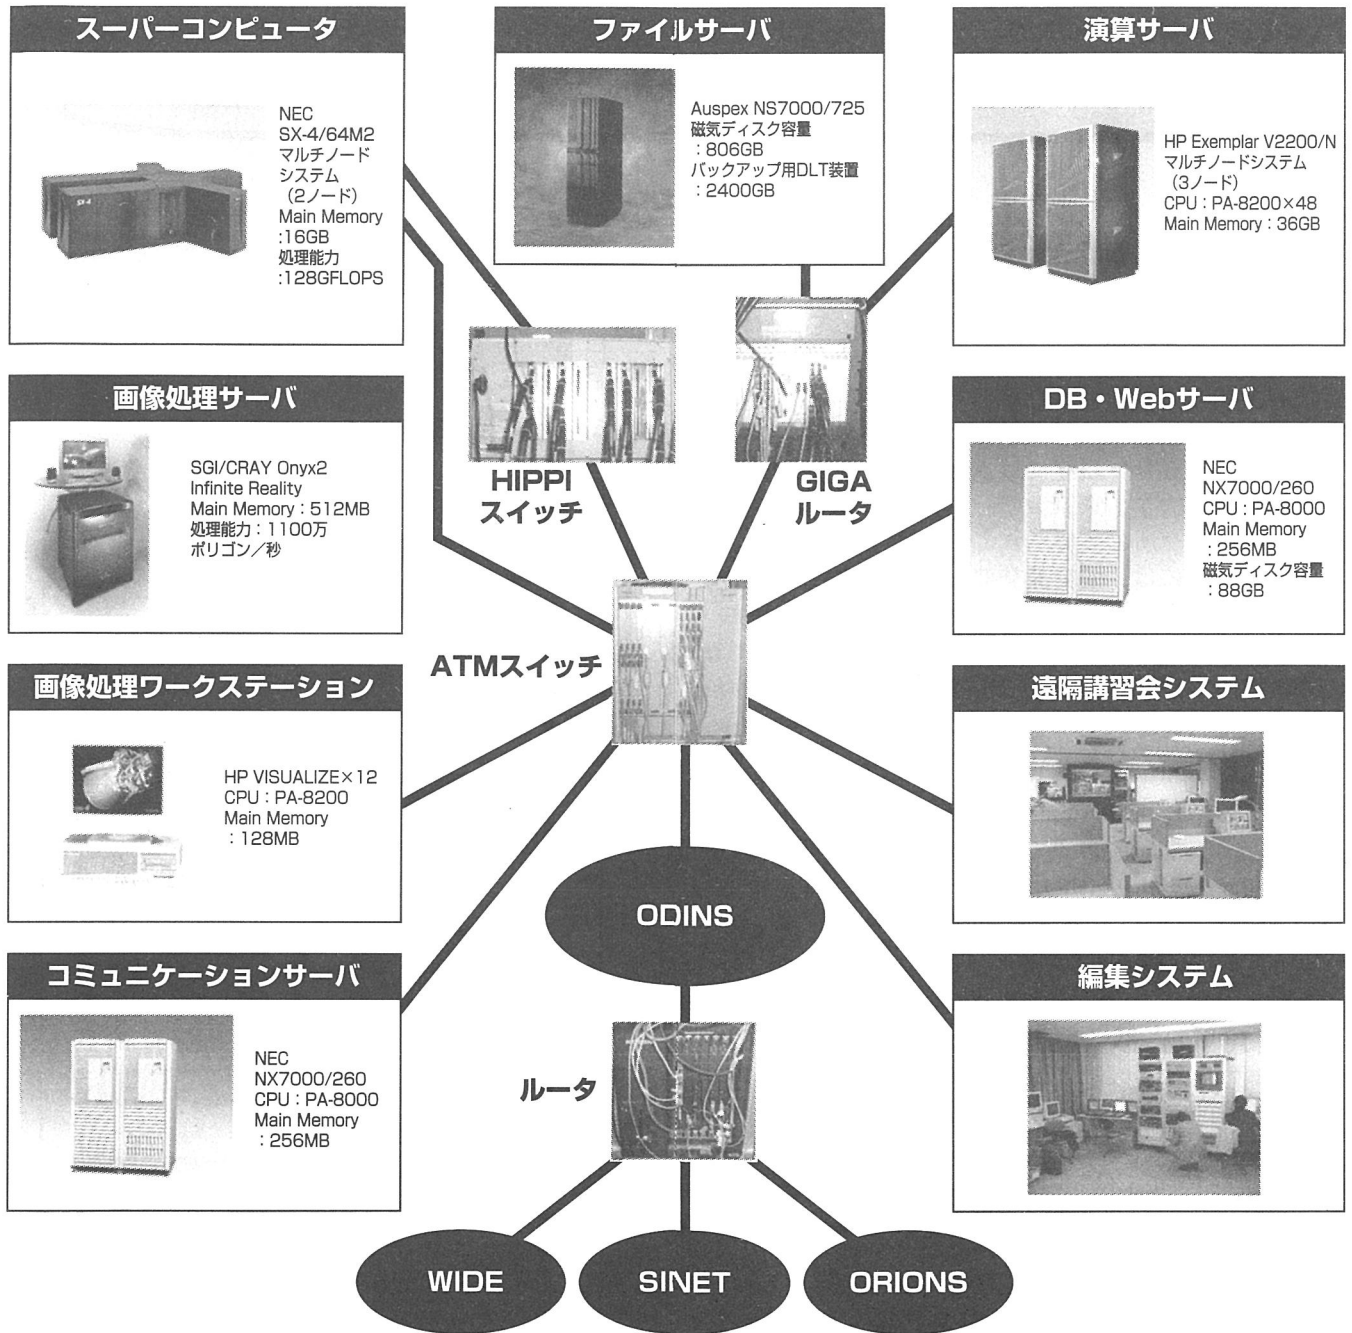 スーパーコンピュータ
NEC
SX-4/64M2
マルチノード
システム
（2ノード）
Main Memory
:16GB
処理能力
:128GFLOPS
ファイルサーバ
Auspex NS7000/725
磁気ディスク容量
：806GB
バックアップ用DLT装置
：2400GB
演算サーバ
HP Exemplar V2200/N
マルチノードシステム
（3ノード）
CPU：PA-8200×48
Main Memory：36GB
画像処理サーバ
SGI/CRAY Onyx2
Infinite Reality
Main Memory：512MB
処理能力：1100万
ポリゴン／秒
HIPPI
スイッチ
GIGA
ルータ
DB・Webサーバ
NEC
NX7000/260
CPU：PA-8000
Main Memory
：256MB
磁気ディスク容量
：88GB
ATMスイッチ
画像処理ワークステーション
HP VISUALIZE×12
CPU：PA-8200
Main Memory
：128MB
遠隔講習会システム
ODINS
コミュニケーションサーバ
NEC
NX7000/260
CPU：PA-8000
Main Memory
：256MB
ルータ
編集システム
WIDE
SINET
ORIONS